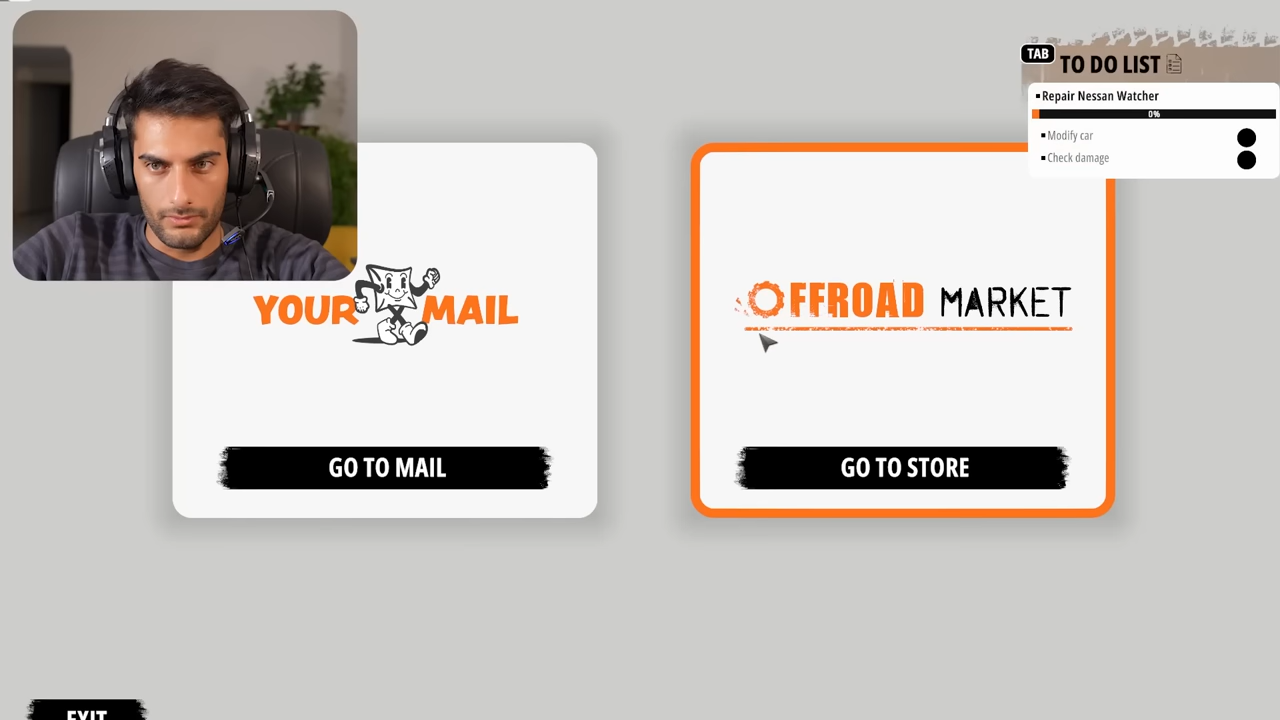 TAB
TO DO LIST
Repair Nessan Watcher
0%
Modify car
Check damage
YOUR MAIL
OFFROAD MARKET
GO TO MAIL
GO TO STORE
EXIT